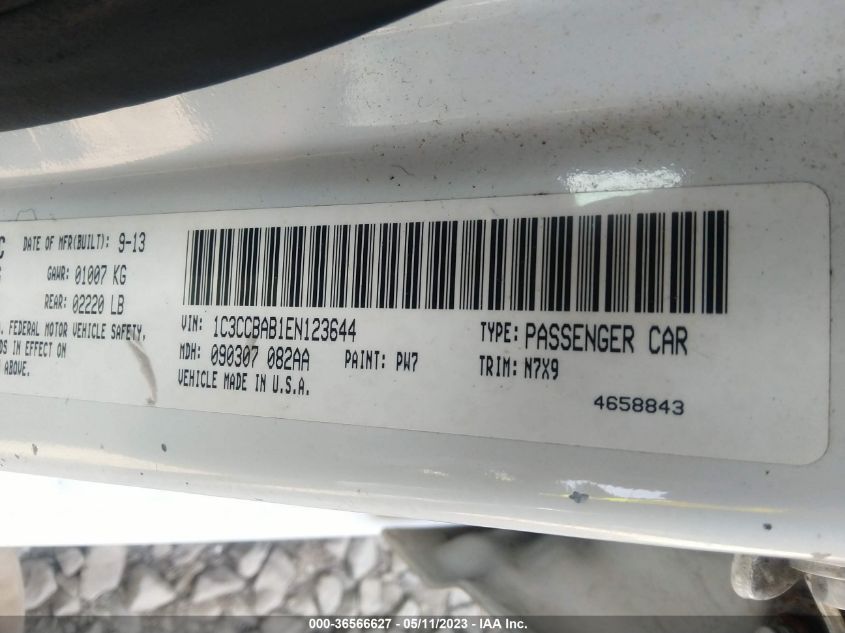 C DATE OF MFR(BUILT): 9-13
G GAWR: 01007 KG
REAR: 02220 LB
FEDERAL MOTOR VEHICLE SAFETY,
DS IN EFFECT ON
ABOVE.
VIN: 1C3CCBAB1EN123644 TYPE: PASSENGER CAR
MDH: 090307 082AA PAINT: PW7 TRIM: N7X9
VEHICLE MADE IN U.S.A.
4658843
000-36566627 - 05/11/2023 - IAA Inc.